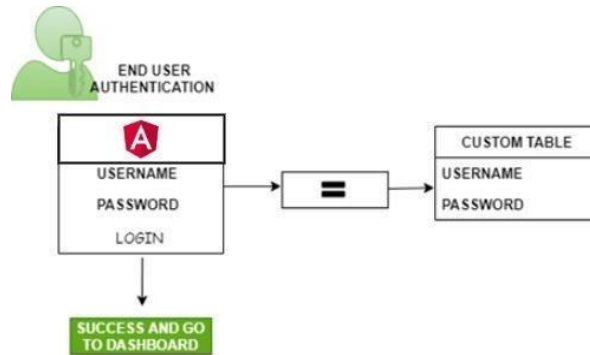 END USER
AUTHENTICATION
A
USERNAME
PASSWORD
LOGIN
=
CUSTOM TABLE
USERNAME
PASSWORD
SUCCESS AND GO
TO DASHBOARD